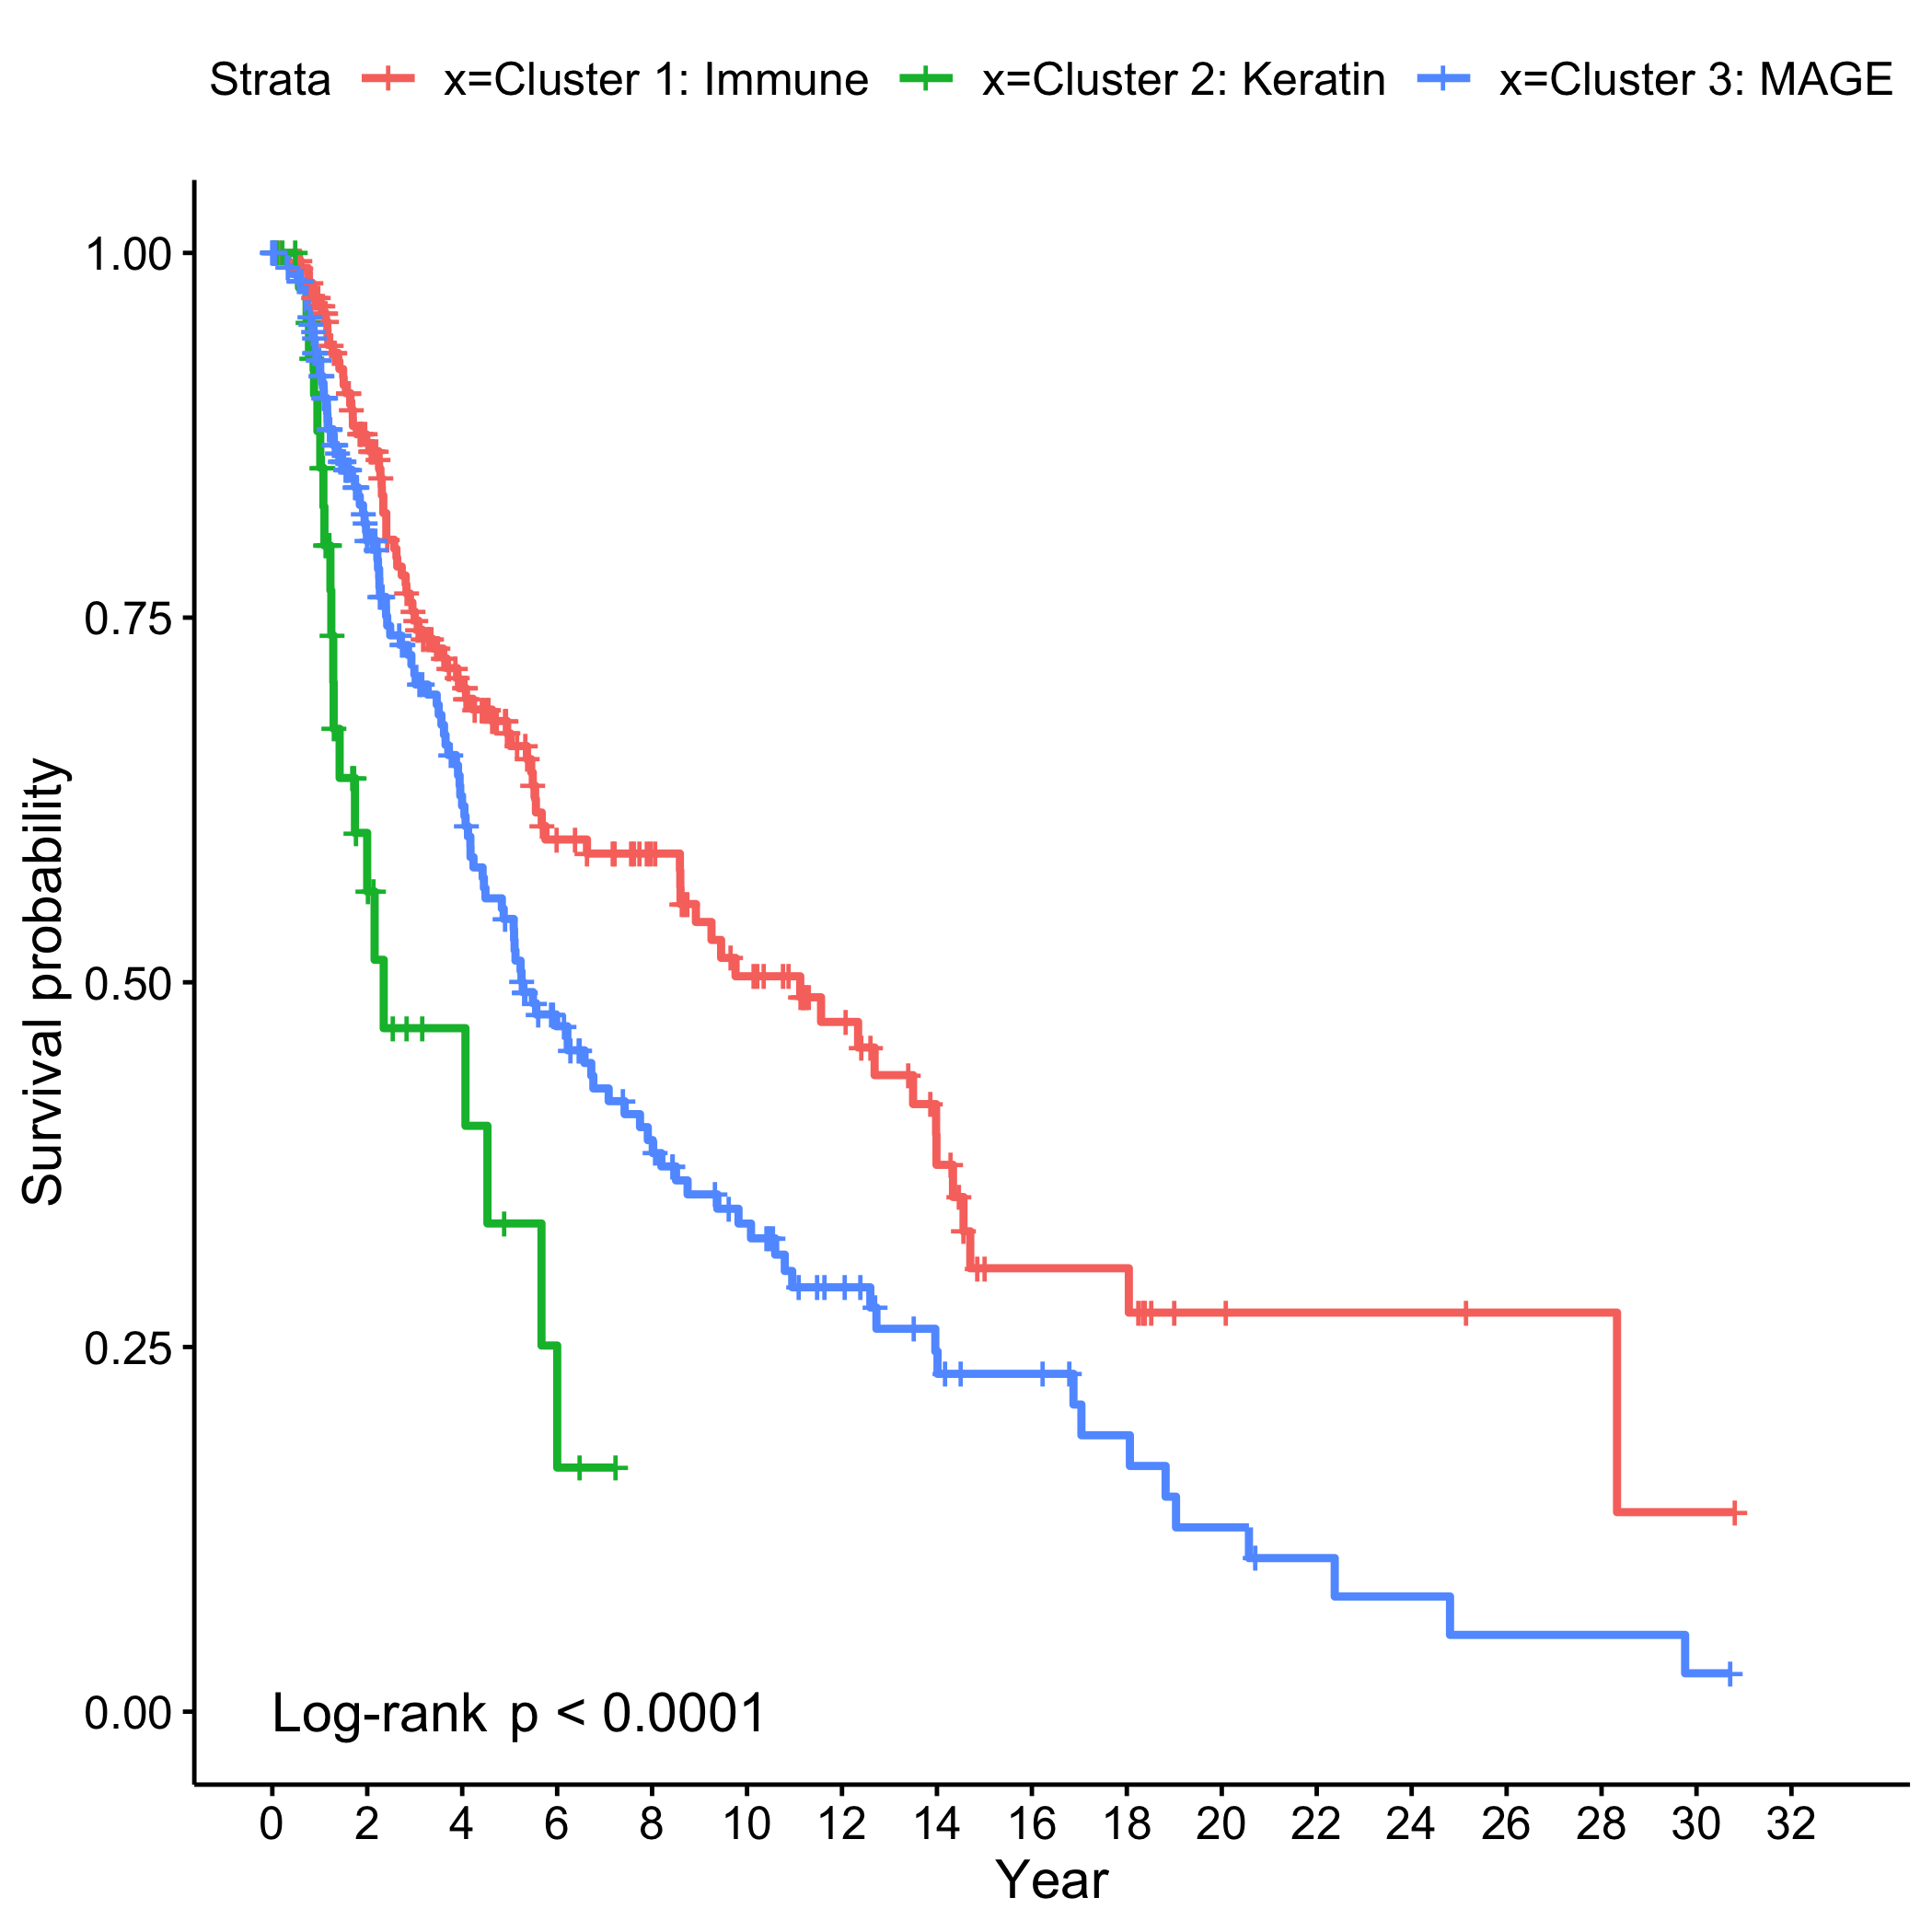 Strata x=Cluster 1: Immune x=Cluster 2: Keratin x=Cluster 3: MAGE
1.00
0.75
0.50
0.25
0.00
Survival probability
Log-rank p < 0.0001
0 2 4 6 8 10 12 14 16 18 20 22 24 26 28 30 32
Year